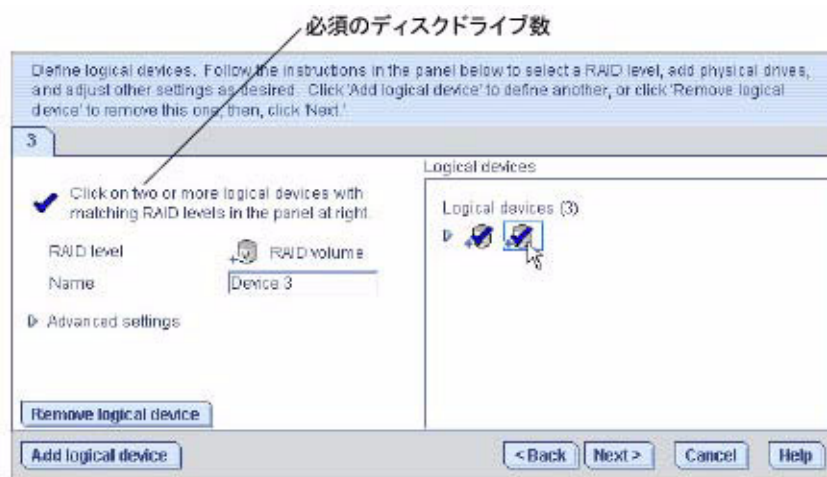 必須のディスクドライブ数
Define logical devices. Follow the instructions in the
panel below to select a RAID level, add physical drives,
and adjust other settings as desired. Click 'Add logical device' to define another, or click 'Remove logical
device' to remove this one, then, click 'Next.'
3
Click on two or more logical devices with
matching RAID levels in the panel at right.
RAID level
RAID volume
Name
Device 3
Advanced settings
Remove logical device
Logical devices
Logical devices (3)
Add logical device
< Back
Next >
Cancel
Help